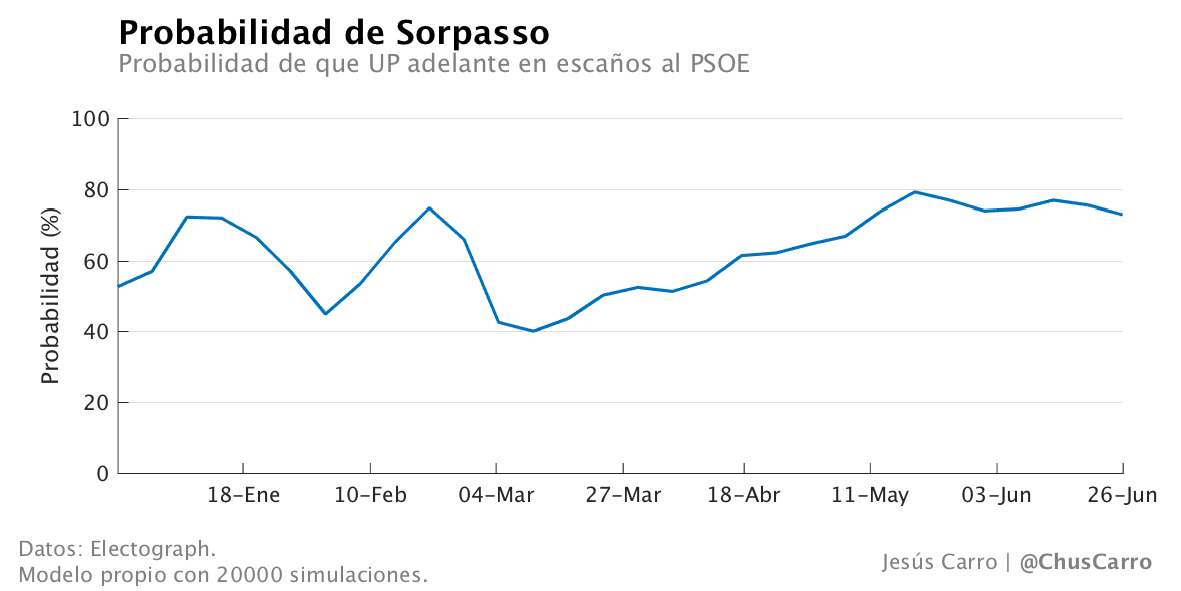 Probabilidad de Sorpasso
Probabilidad de que UP adelante en escaños al PSOE
Probabilidad (%)
100
80
60
40
20
0
18-Ene 10-Feb 04-Mar 27-Mar 18-Abr 11-May 03-Jun 26-Jun
Datos: Electograph.
Modelo propio con 20000 simulaciones.
Jesús Carro | @ChusCarro